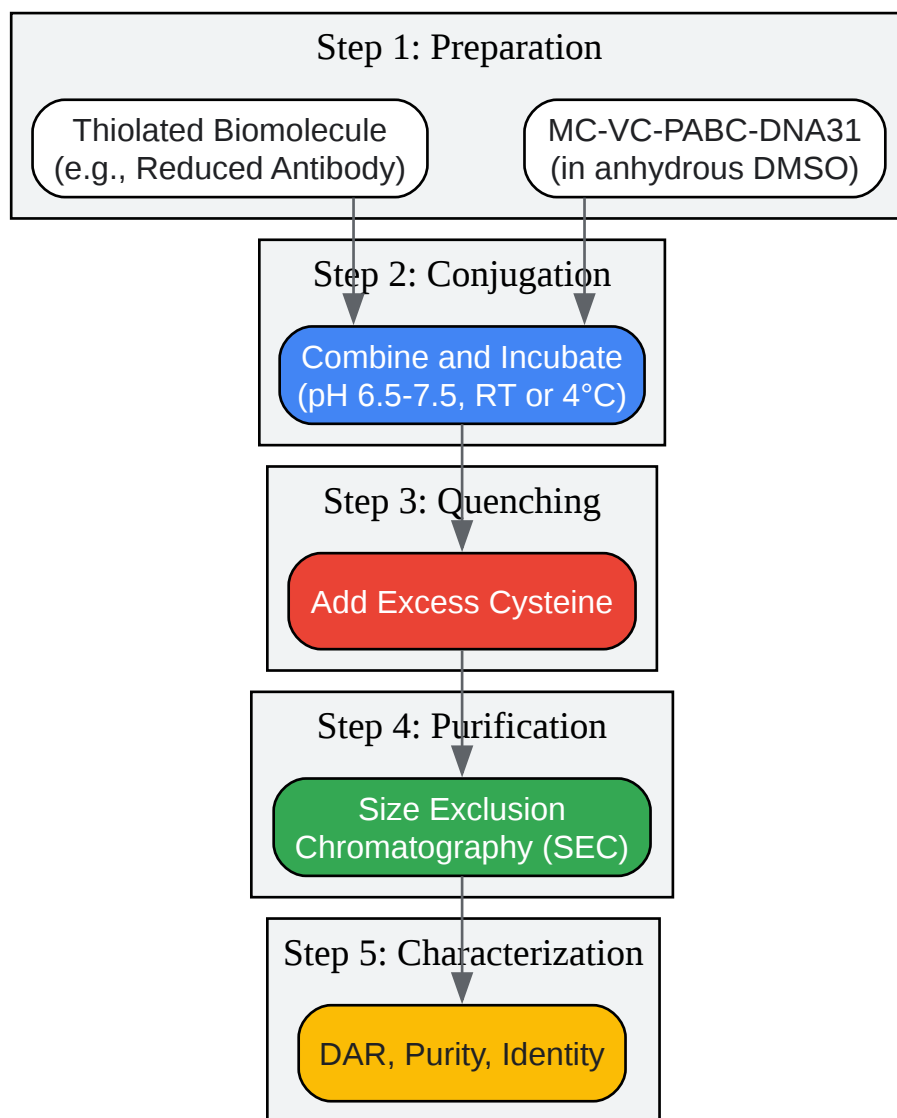 Step 1: Preparation
Thiolated Biomolecule
(e.g., Reduced Antibody)
MC-VC-PABC-DNA31
(in anhydrous DMSO)
Step 2: Conjugation
Combine and Incubate
(pH 6.5-7.5, RT or 4°C)
Step 3: Quenching
Add Excess Cysteine
Step 4: Purification
Size Exclusion
Chromatography (SEC)
Step 5: Characterization
DAR, Purity, Identity